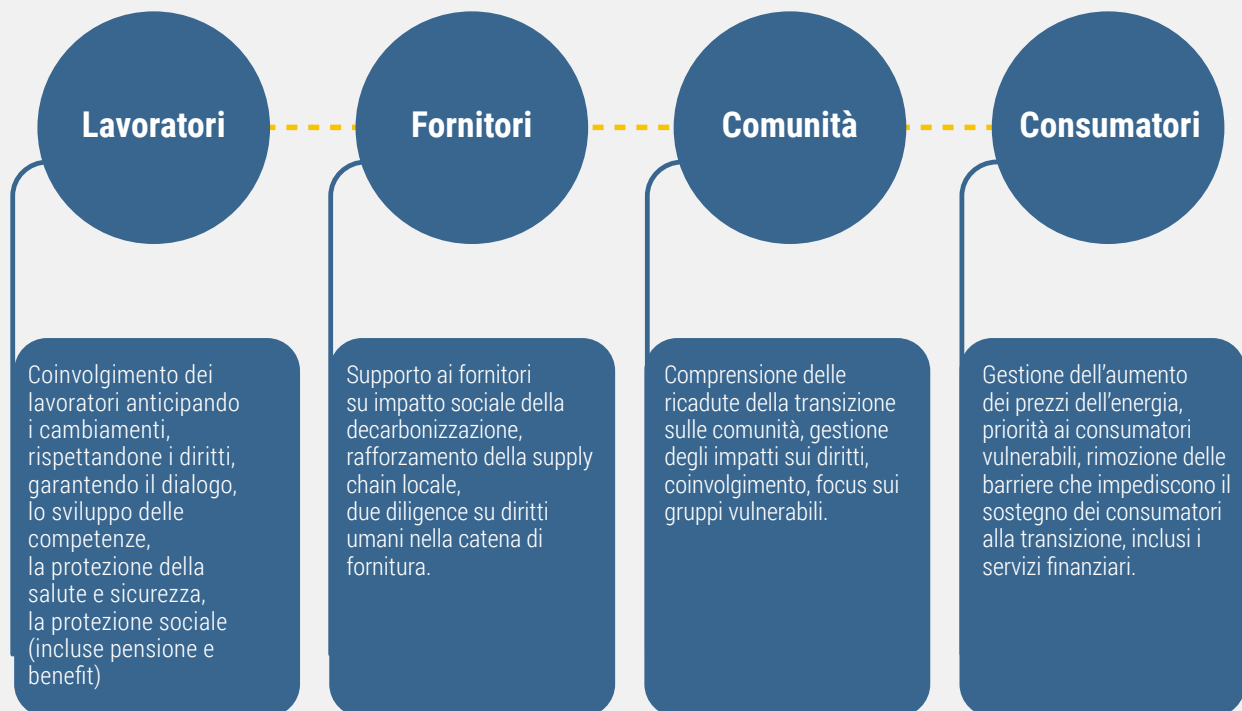 Lavoratori
Fornitori
Comunità
Consumatori
Coinvolgimento dei
lavoratori anticipando
i cambiamenti,
rispettandone i diritti,
garantendo il dialogo,
lo sviluppo delle
competenze,
la protezione della
salute e sicurezza,
la protezione sociale
(incluse pensione e
benefit)
Supporto ai fornitori
su impatto sociale della
decarbonizzazione,
rafforzamento della supply
chain locale,
due diligence su diritti
umani nella catena di
fornitura.
Comprensione delle
ricadute della transizione
sulle comunità, gestione
degli impatti sui diritti,
coinvolgimento, focus sui
gruppi vulnerabili.
Gestione dell’aumento
dei prezzi dell’energia,
priorità ai consumatori
vulnerabili, rimozione delle
barriere che impediscono il
sostegno dei consumatori
alla transizione, inclusi i
servizi finanziari.